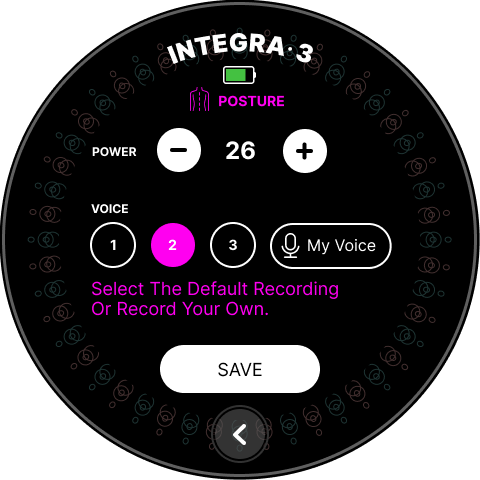 INTEGRA·3
POSTURE
POWER 26
VOICE
1 2 3 My Voice
Select The Default Recording
Or Record Your Own.
SAVE